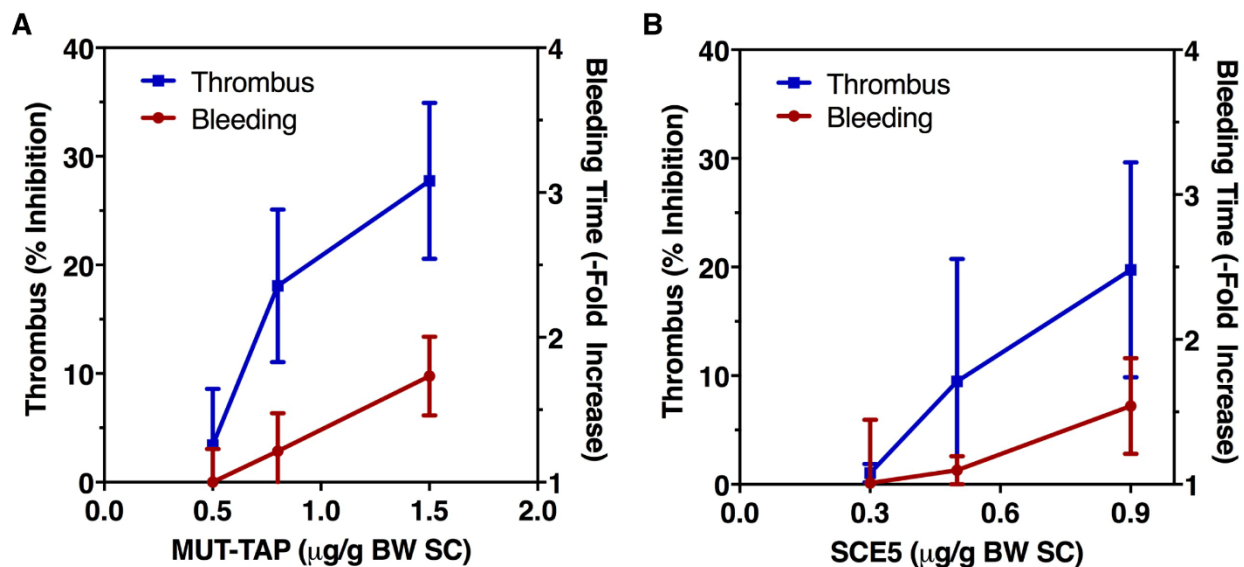 A
Thrombus (% Inhibition)
40
30
20
10
0
Thrombus
Bleeding
4
3
2
1
Bleeding Time (-Fold Increase)
0.0 0.5 1.0 1.5 2.0
MUT-TAP (μg/g BW SC)
B
Thrombus (% Inhibition)
40
30
20
10
0
Thrombus
Bleeding
4
3
2
1
Bleeding Time (-Fold Increase)
0.0 0.3 0.6 0.9
SCE5 (μg/g BW SC)